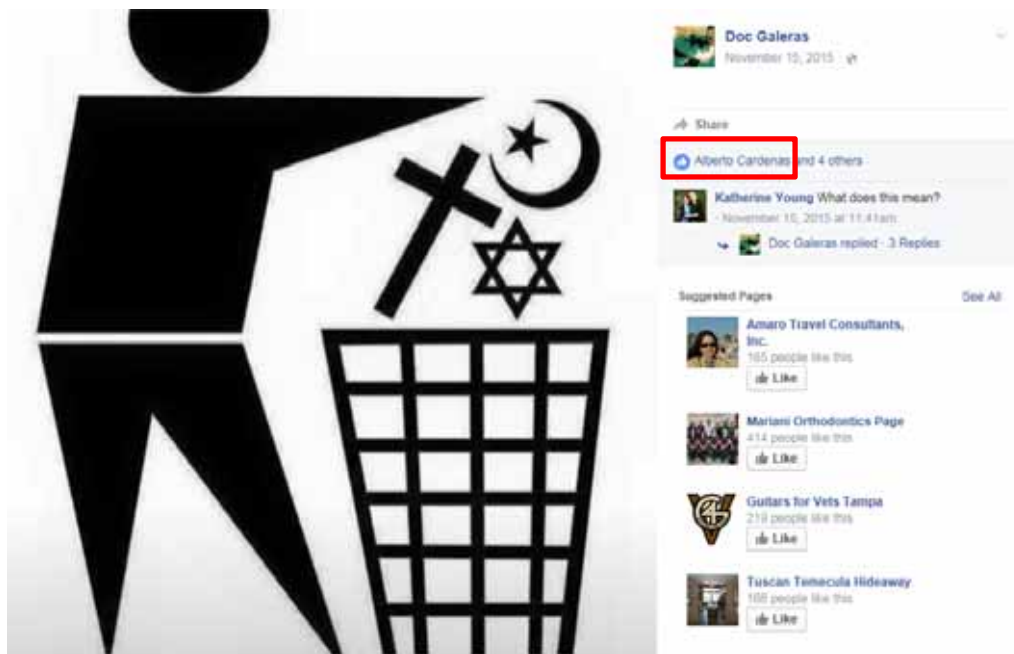 Doc Galeras
November 15, 2015
Share
Alberto Cardenas and 4 others
Katherine Young What does this mean?
· November 15, 2015 at 11:41am
Doc Galeras replied · 3 Replies
Suggested Pages See All
Amaro Travel Consultants,
Inc.
165 people like this
Like
Mariani Orthodontics Page
414 people like this
Like
Guitars for Vets Tampa
219 people like this
Like
Tuscan Temecula Hideaway
168 people like this
Like